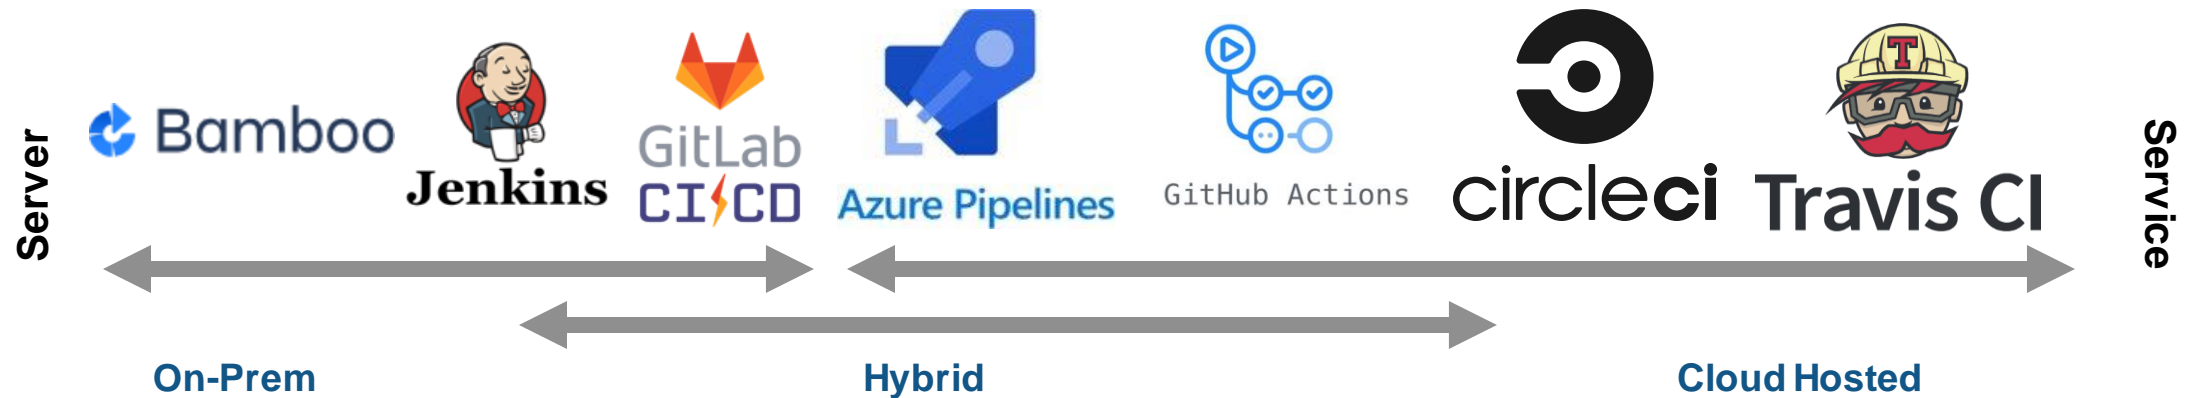 Server
Bamboo
Jenkins
GitLab
CI/CD
Azure Pipelines
GitHub Actions
circleci
T
Travis CI
Service
On-Prem
Hybrid
Cloud Hosted